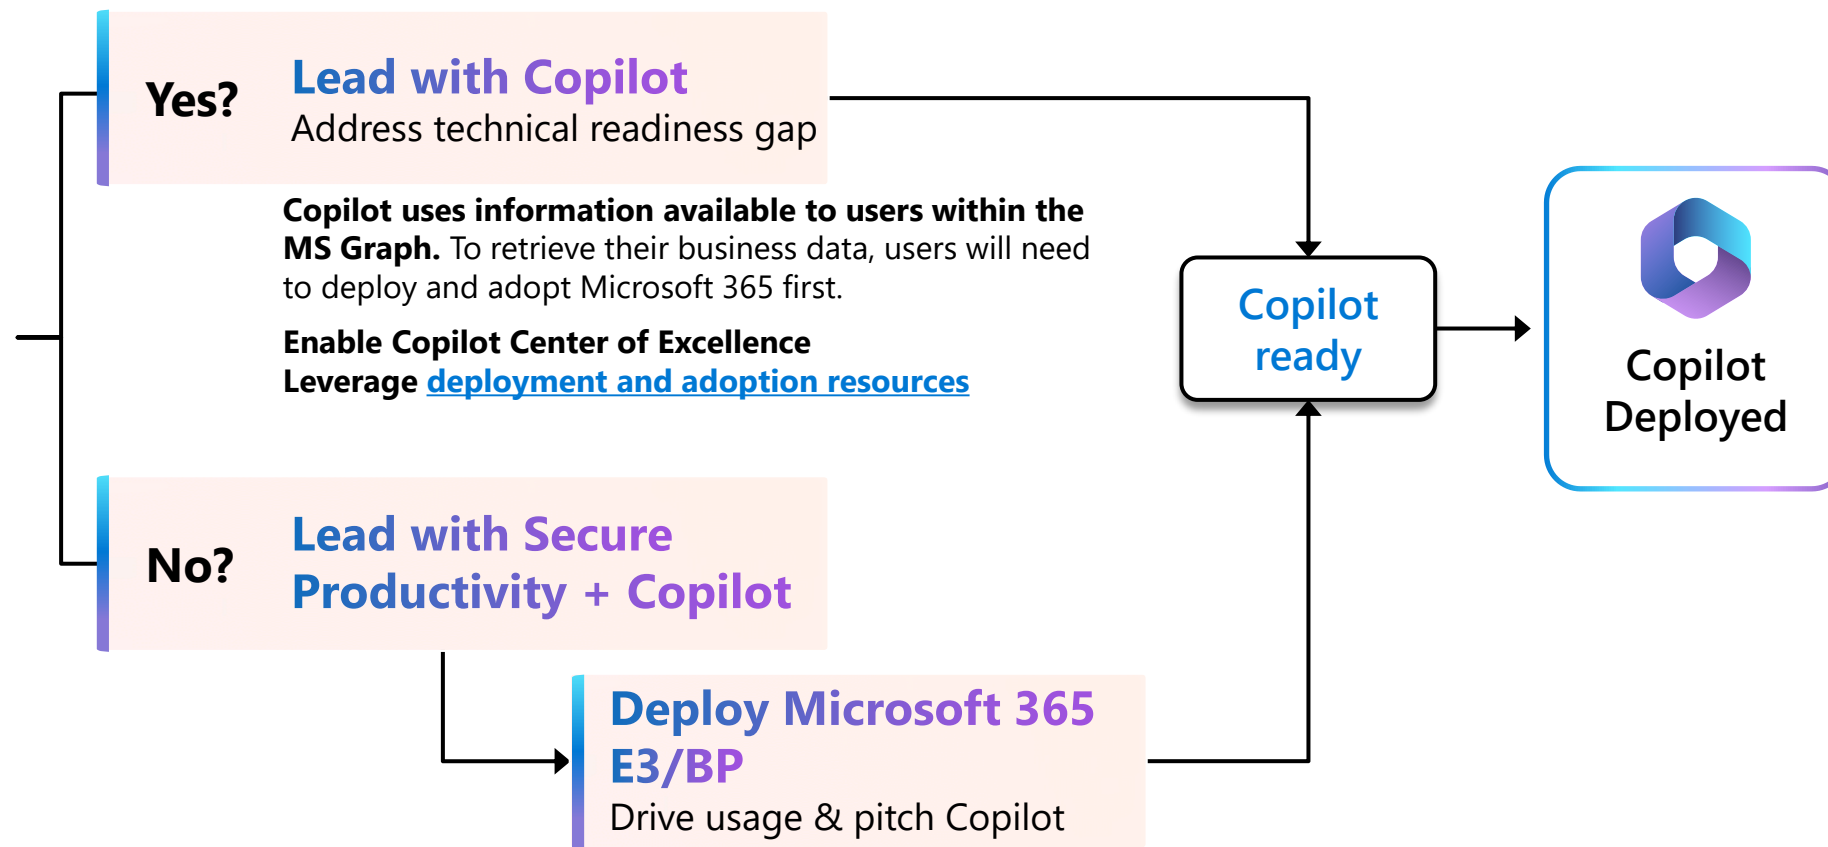 Yes?
Lead with Copilot
Address technical readiness gap
Copilot uses information available to users within the
MS Graph. To retrieve their business data, users will need
to deploy and adopt Microsoft 365 first.
Enable Copilot Center of Excellence
Leverage deployment and adoption resources
Copilot
ready
Copilot
Deployed
No?
Lead with Secure
Productivity + Copilot
Deploy Microsoft 365
E3/BP
Drive usage & pitch Copilot